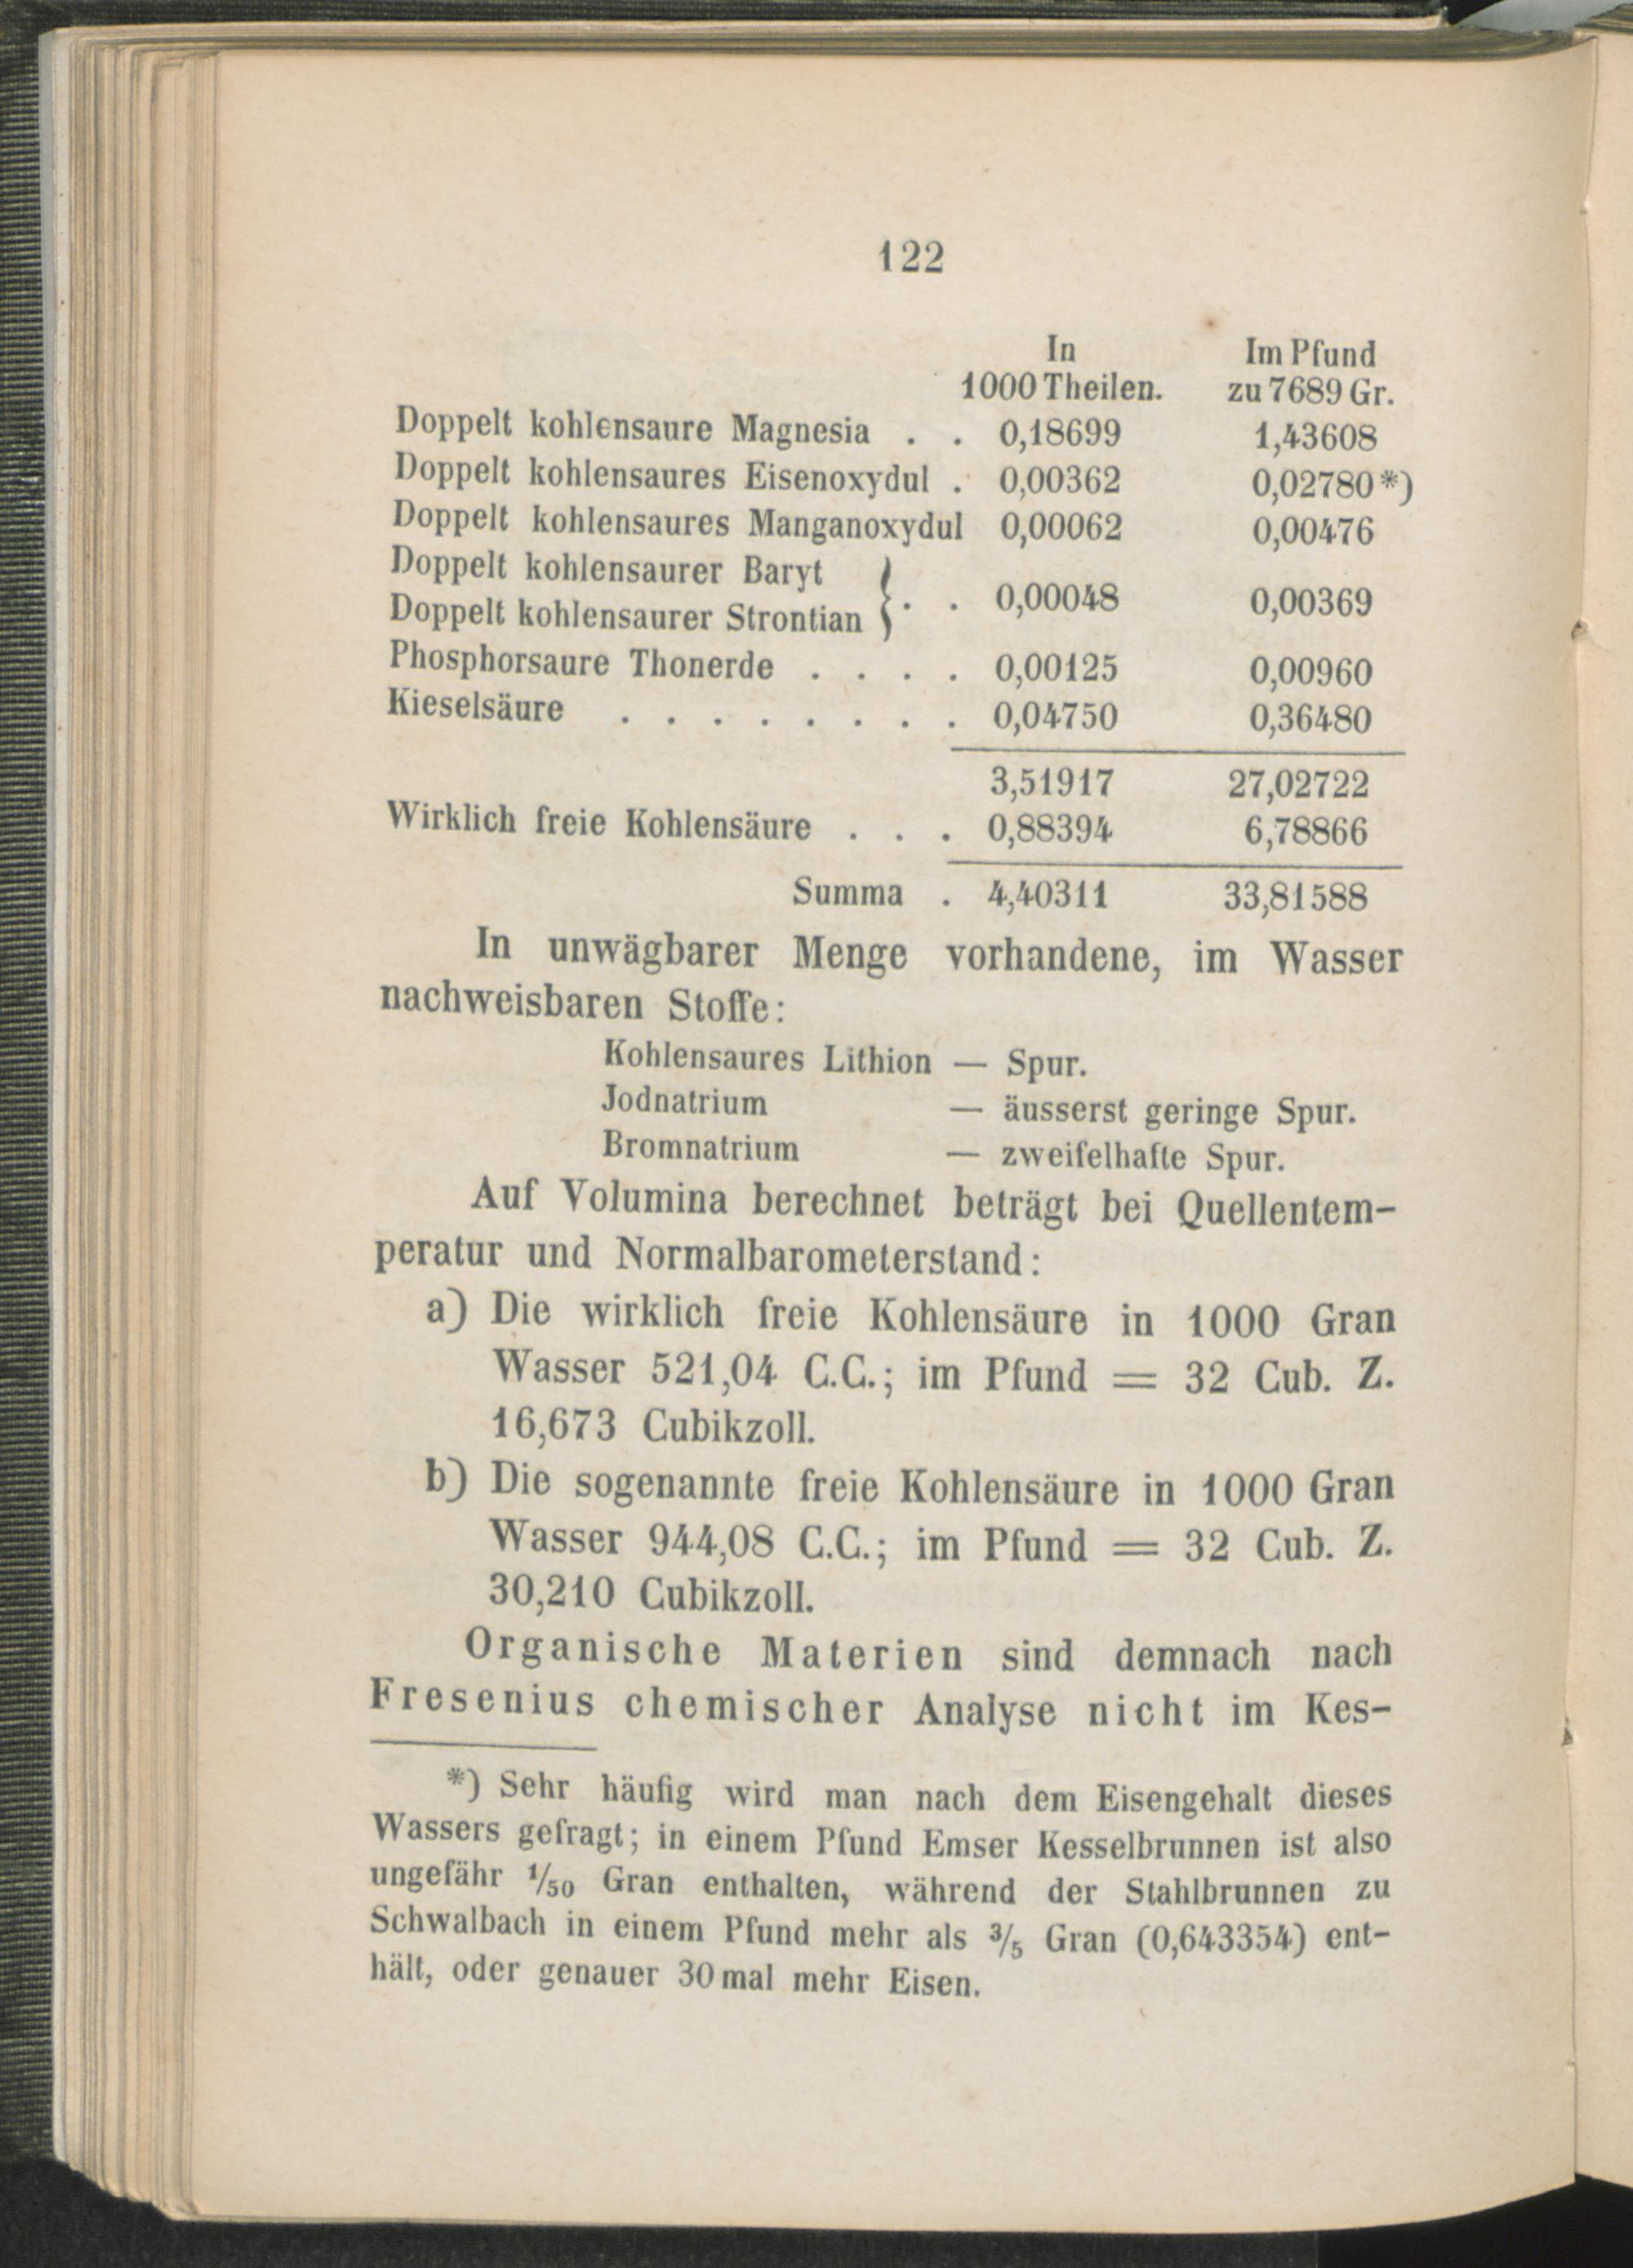 122
In Im Pfund
1000 Theilen. zu 7689 Gr.
Doppelt kohlensaure Magnesia . . 0,18699 1,43608
Doppelt kohlensaures Eisenoxydul . 0,00362 0,02780 *)
Doppelt kohlensaures Manganoxydul 0,00062 0,00476
Doppelt kohlensaurer Baryt
Doppelt kohlensaurer Strontian } . . 0,00048 0,00369
Phosphorsaure Thonerde . . . . 0,00125 0,00960
Kieselsäure . . . . . . . . 0,04750 0,36480
3,51917 27,02722
Wirklich freie Kohlensäure . . . 0,88394 6,78866
Summa . 4,40311 33,81588
In unwägbarer Menge vorhandene, im Wasser
nachweisbaren Stoffe:
Kohlensaures Lithion — Spur.
Jodnatrium — äusserst geringe Spur.
Bromnatrium — zweifelhafte Spur.
Auf Volumina berechnet beträgt bei Quellentem-
peratur und Normalbarometerstand:
a) Die wirklich freie Kohlensäure in 1000 Gran
Wasser 521,04 C.C.; im Pfund = 32 Cub. Z.
16,673 Cubikzoll.
b) Die sogenannte freie Kohlensäure in 1000 Gran
Wasser 944,08 C.C.; im Pfund = 32 Cub. Z.
30,210 Cubikzoll.
Organische Materien sind demnach nach
Fresenius chemischer Analyse nicht im Kes-
*) Sehr häufig wird man nach dem Eisengehalt dieses
Wassers gefragt; in einem Pfund Emser Kesselbrunnen ist also
ungefähr 1/50 Gran enthalten, während der Stahlbrunnen zu
Schwalbach in einem Pfund mehr als 3/5 Gran (0,643354) ent-
hält, oder genauer 30mal mehr Eisen.